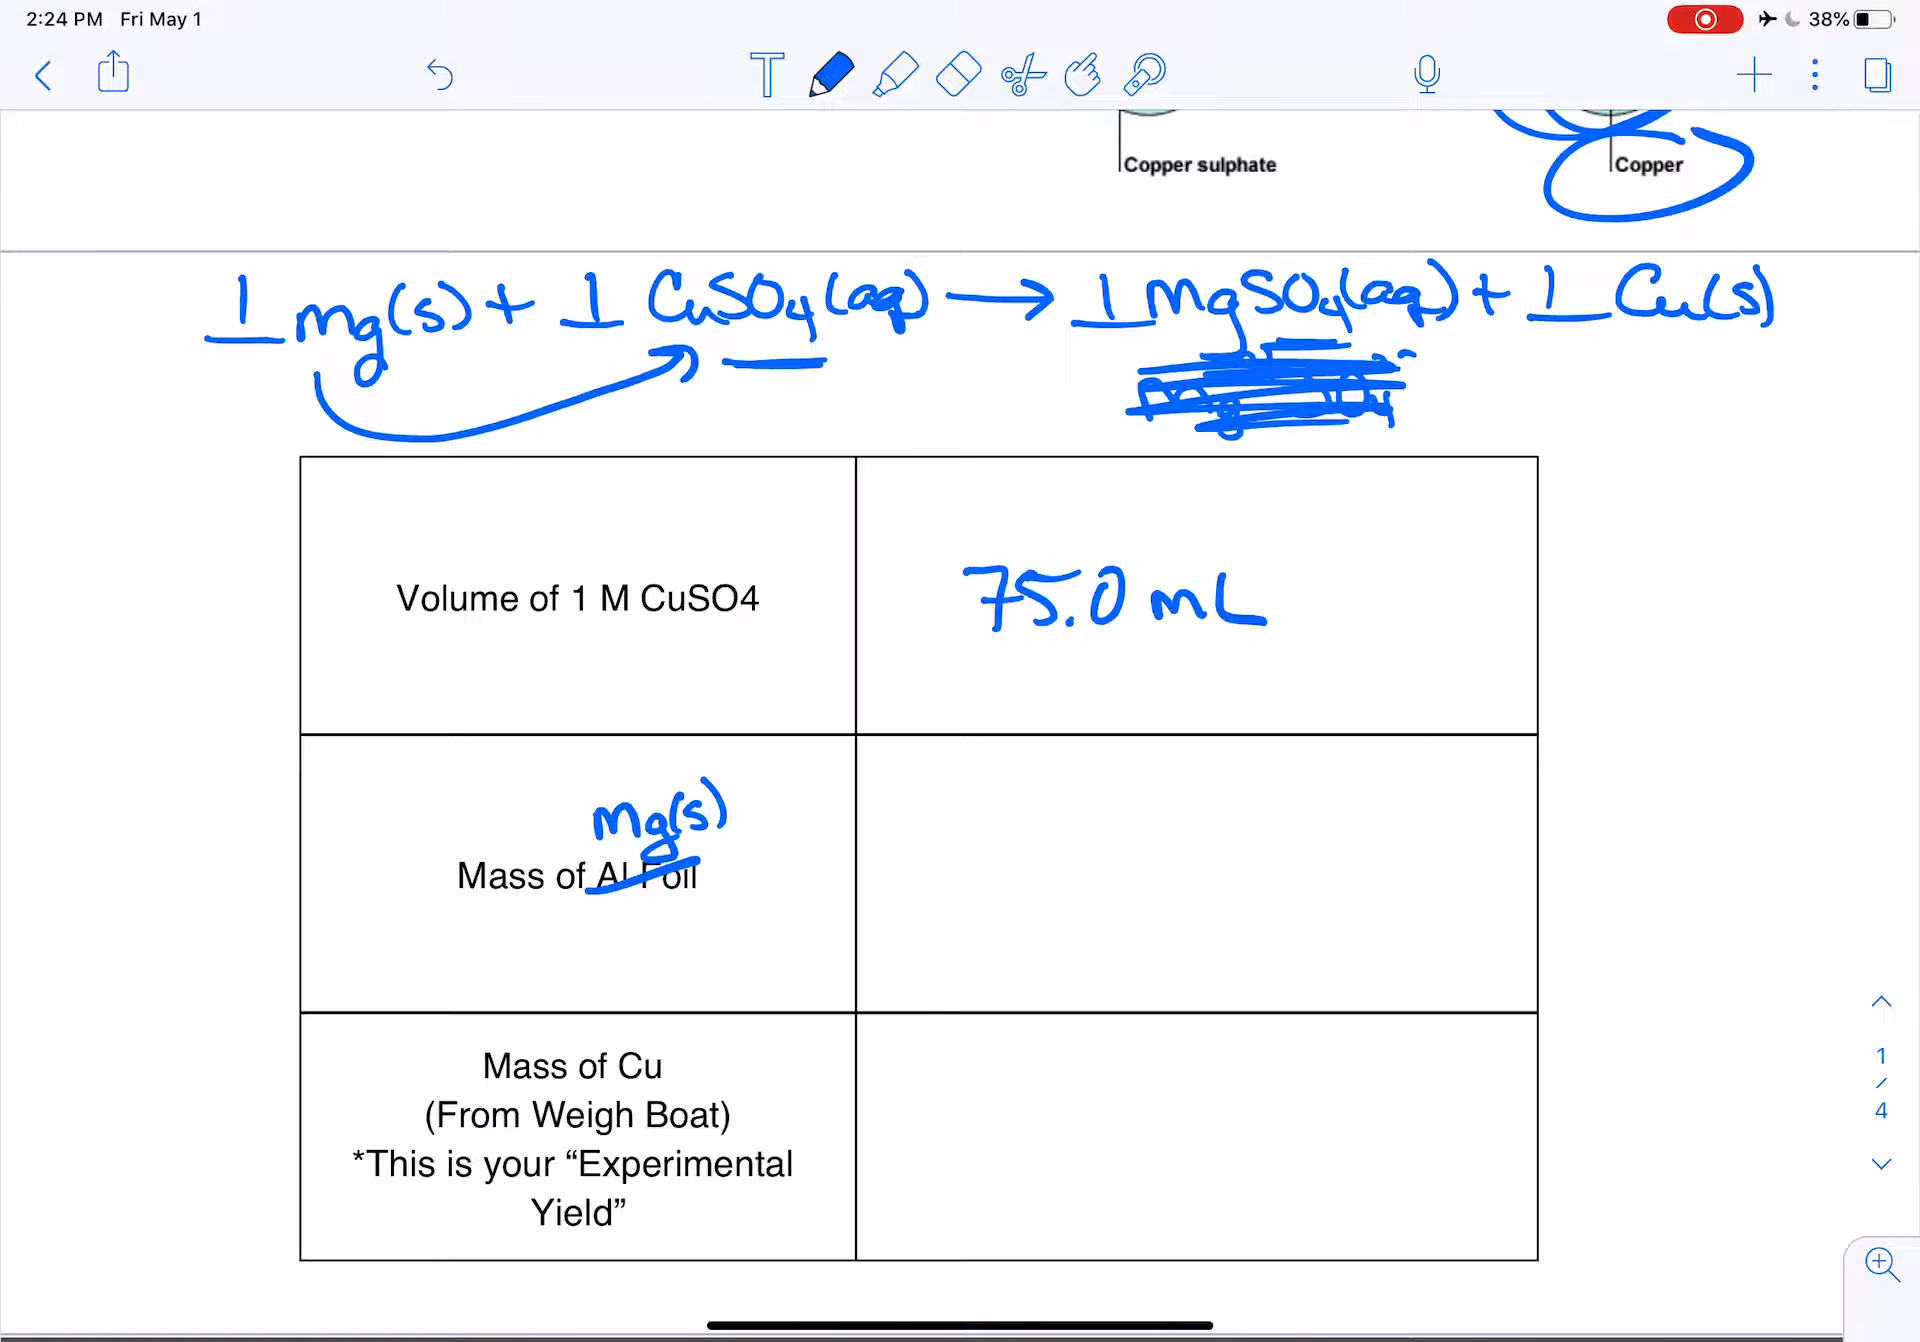 2:24 PM Fri May 1
38%
Copper sulphate
Copper
1 Mg(s) + 1 CuSO4(aq) → 1 MgSO4(aq) + 1 Cu(s)
Volume of 1 M CuSO4
75.0 mL
Mg(s)
Mass of Al Foil
Mass of Cu
(From Weigh Boat)
*This is your “Experimental
Yield”
1
/
4